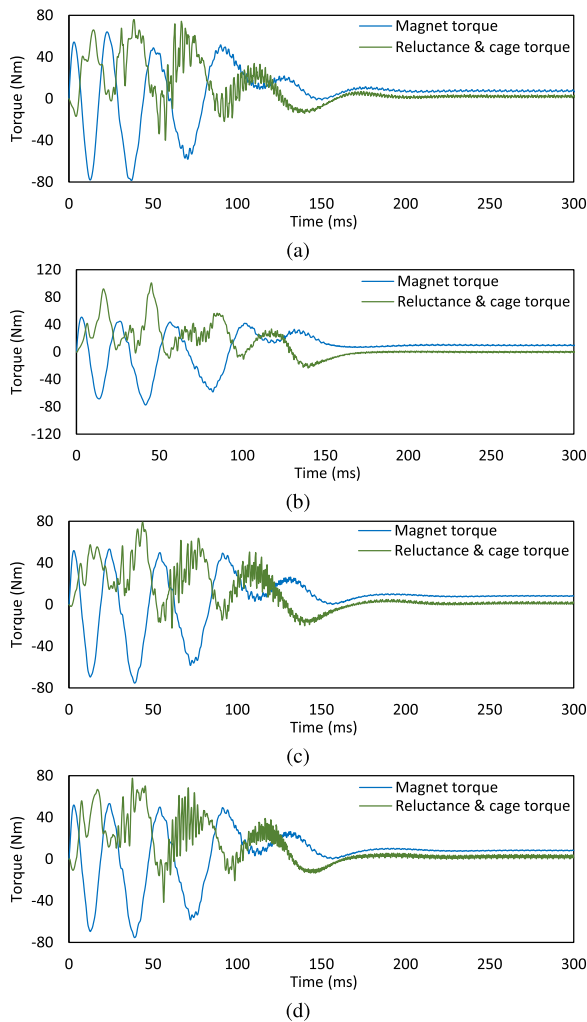 80
Magnet torque
Reluctance & cage torque
40
0
-40
-80
Torque (Nm)
0 50 100 150 200 250 300
Time (ms)
(a)
120
Magnet torque
80
Reluctance & cage torque
40
0
-40
-80
-120
Torque (Nm)
0 50 100 150 200 250 300
Time (ms)
(b)
80
Magnet torque
Reluctance & cage torque
40
0
-40
-80
Torque (Nm)
0 50 100 150 200 250 300
Time (ms)
(c)
80
Magnet torque
Reluctance & cage torque
40
0
-40
-80
Torque (Nm)
0 50 100 150 200 250 300
Time (ms)
(d)